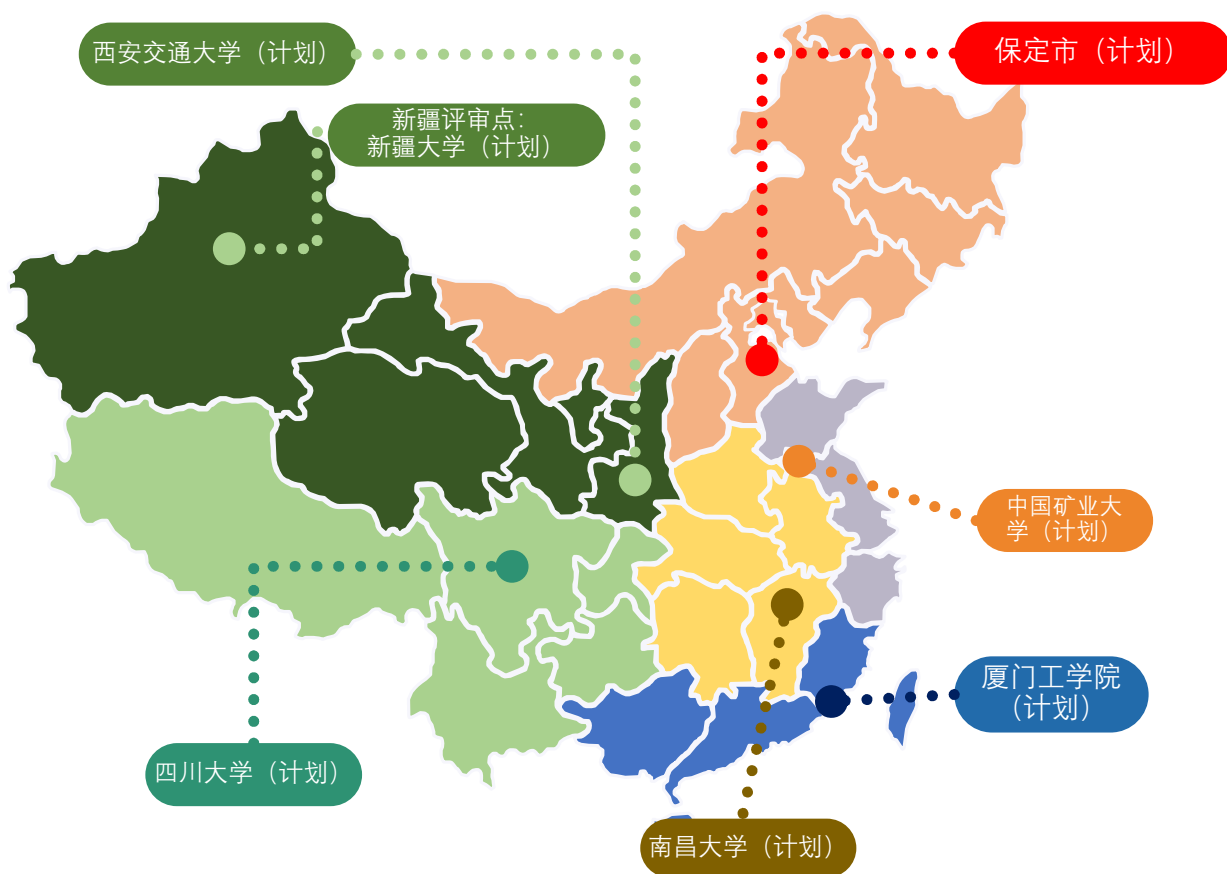 西安交通大学（计划）
保定市（计划）
新疆评审点：
新疆大学（计划）
中国矿业大
学（计划）
厦门工学院
（计划）
四川大学（计划）
南昌大学（计划）